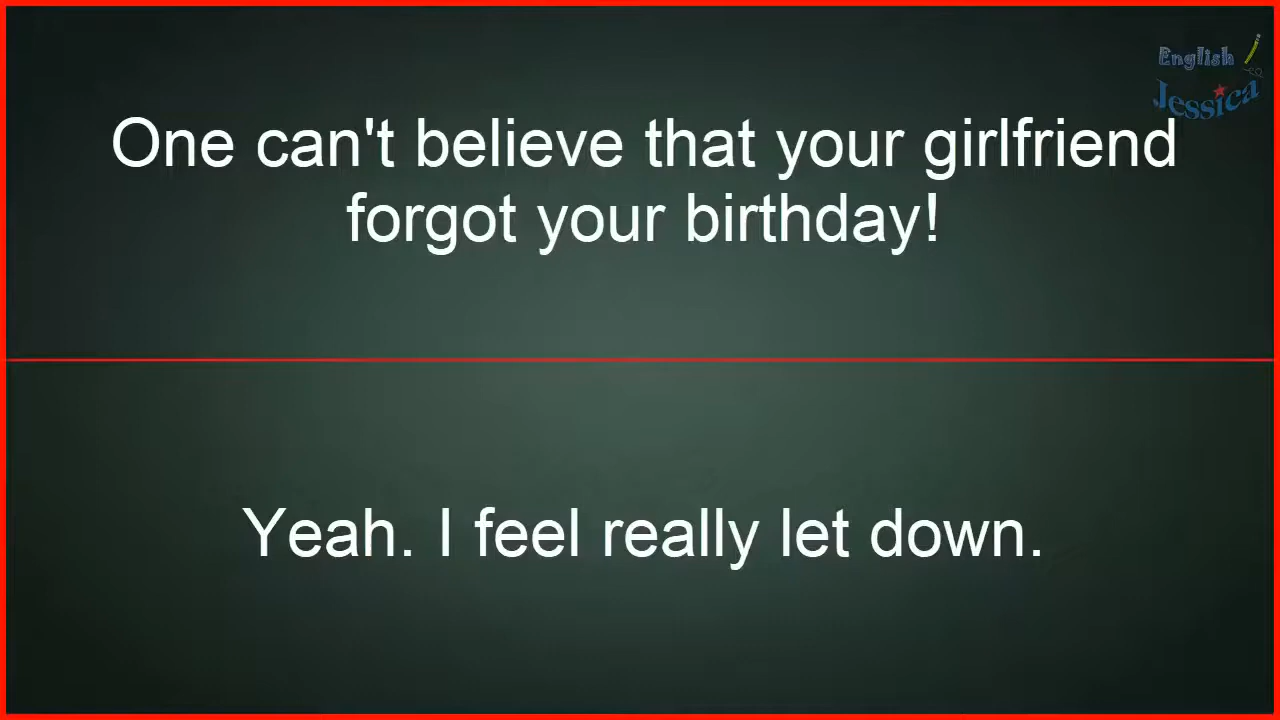 English
Jessica
One can't believe that your girlfriend
forgot your birthday!
Yeah. I feel really let down.